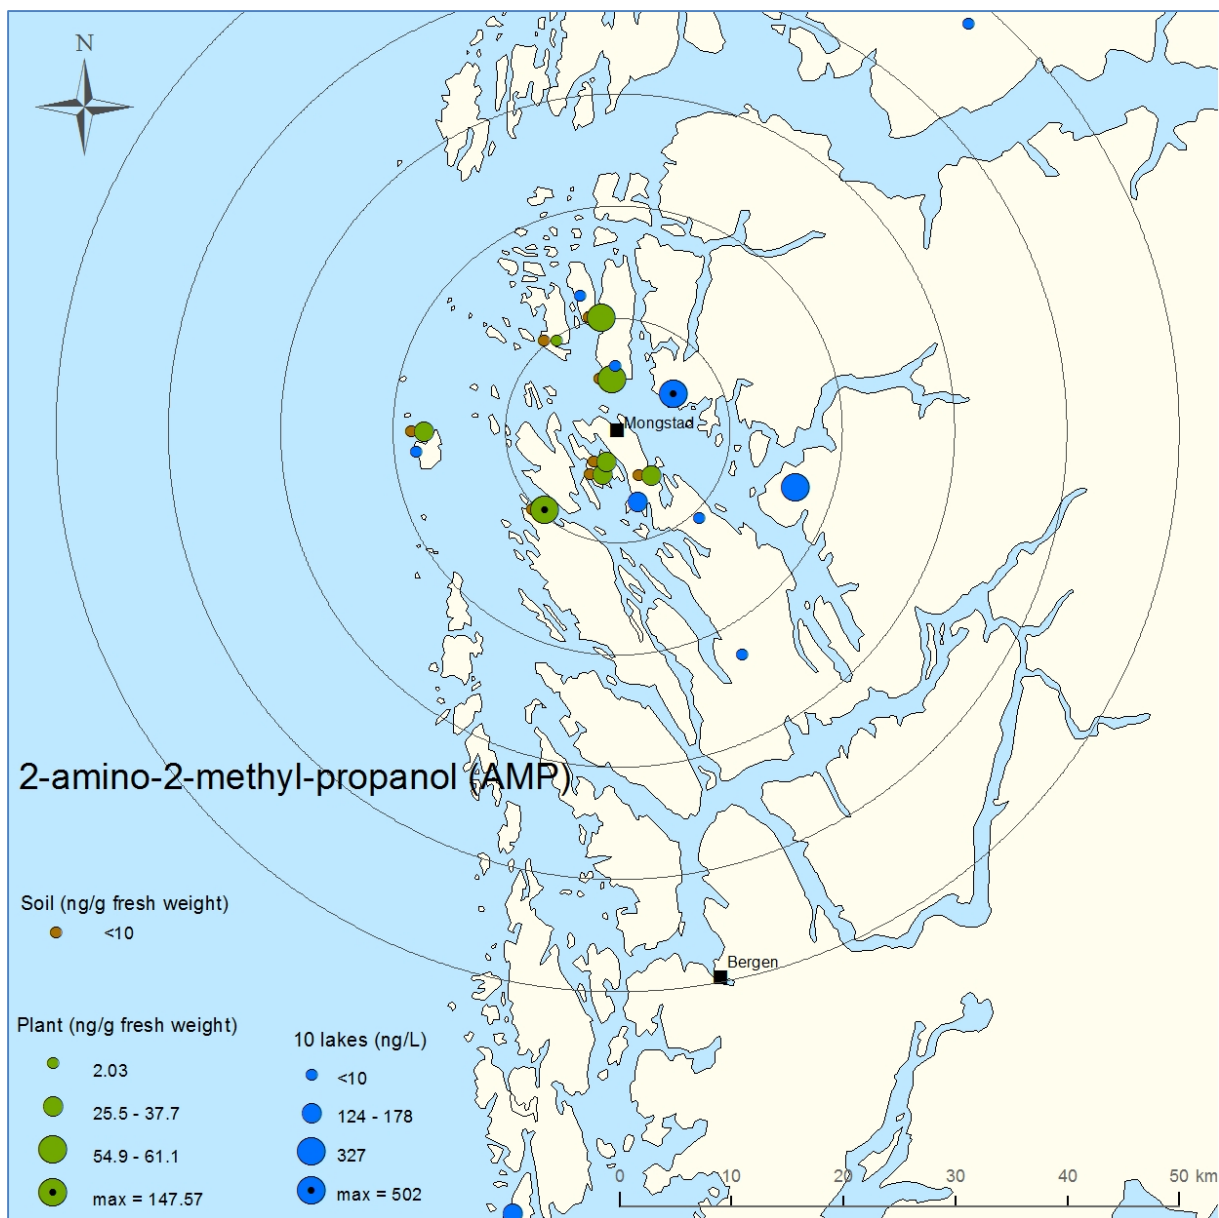 N
Mongstad
2-amino-2-methyl-propanol (AMP)
Soil (ng/g fresh weight)
<10
Bergen
Plant (ng/g fresh weight)
2.03
25.5 - 37.7
54.9 - 61.1
max = 147.57
10 lakes (ng/L)
<10
124 - 178
327
max = 502
0 10 20 30 40 50 km